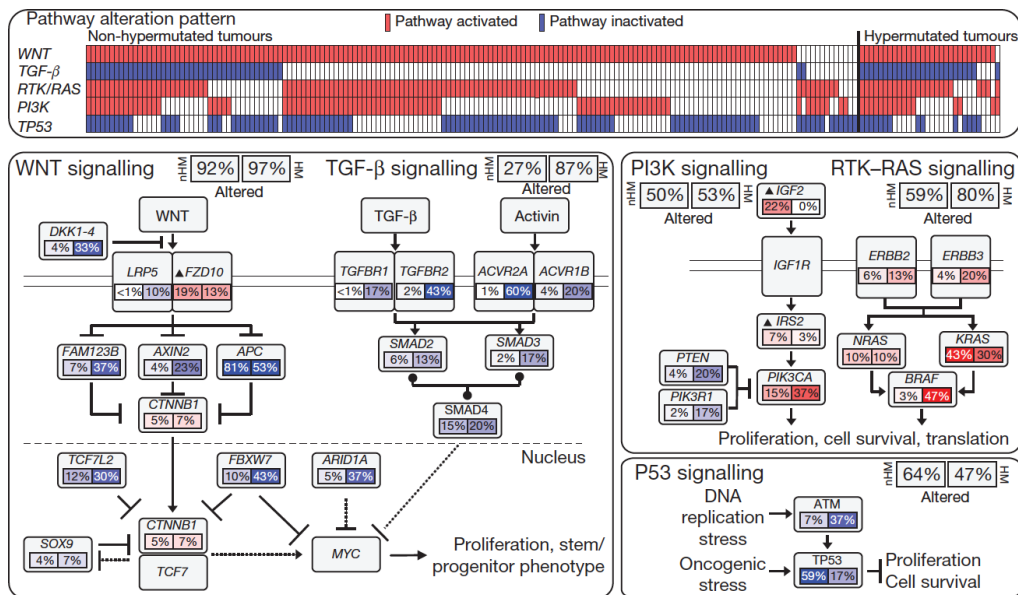 Pathway alteration pattern
Pathway activated
Pathway inactivated
Non-hypermutated tumours
Hypermutated tumours
WNT
TGF-β
RTK/RAS
PI3K
TP53
WNT signalling
nHM
92%
97%
HM
Altered
TGF-β signalling
nHM
27%
87%
HM
Altered
WNT
DKK1-4
4% 33%
LRP5
<1% 10%
▲FZD10
19% 13%
FAM123B
7% 37%
AXIN2
4% 23%
APC
81% 53%
CTNNB1
5% 7%
TGF-β
Activin
TGFBR1
<1% 17%
TGFBR2
2% 43%
ACVR2A
1% 60%
ACVR1B
4% 20%
SMAD2
6% 13%
SMAD3
2% 17%
SMAD4
15% 20%
Nucleus
TCF7L2
12% 30%
FBXW7
10% 43%
ARID1A
5% 37%
SOX9
4% 7%
CTNNB1
5% 7%
TCF7
MYC
Proliferation, stem/
progenitor phenotype
PI3K signalling
nHM
50%
53%
HM
Altered
RTK–RAS signalling
nHM
59%
80%
HM
Altered
▲IGF2
22% 0%
IGF1R
▲IRS2
7% 3%
PTEN
4% 20%
PIK3R1
2% 17%
PIK3CA
15% 37%
ERBB2
6% 13%
ERBB3
4% 20%
NRAS
10% 10%
KRAS
43% 30%
BRAF
3% 47%
Proliferation, cell survival, translation
P53 signalling
nHM
64%
47%
HM
Altered
DNA
replication
stress
ATM
7% 37%
Oncogenic
stress
TP53
59% 17%
Proliferation
Cell survival